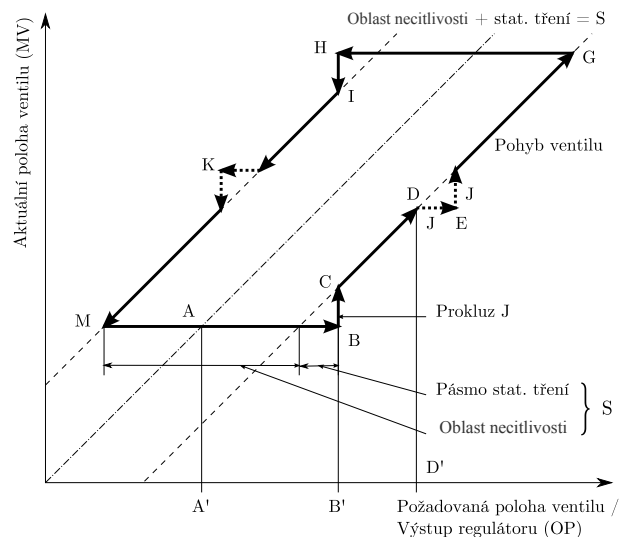 Oblast necitlivosti + stat. tření = S
Aktuální poloha ventilu (MV)
H
G
I
Pohyb ventilu
K
D
J
J
E
C
M
A
Prokluz J
B
Pásmo stat. tření
S
Oblast necitlivosti
D'
A'
B'
Požadovaná poloha ventilu /
Výstup regulátoru (OP)